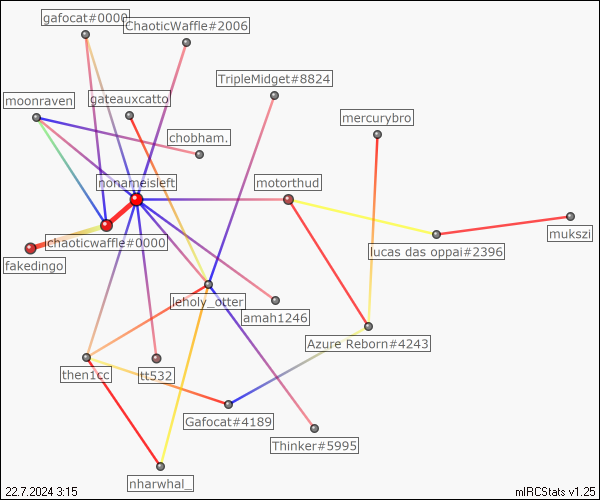 gafocat#0000
ChaoticWaffle#2006
TripleMidget#8824
moonraven
gateauxcatto
mercurybro
chobham.
nonameisleft
motorthud
mukszi
chaoticwaffle#0000
lucas das oppai#2396
fakedingo
leholy_otter
amah1246
Azure Reborn#4243
then1cc
tt532
Gafocat#4189
Thinker#5995
nharwhal_
22.7.2024 3:15
mIRCStats v1.25